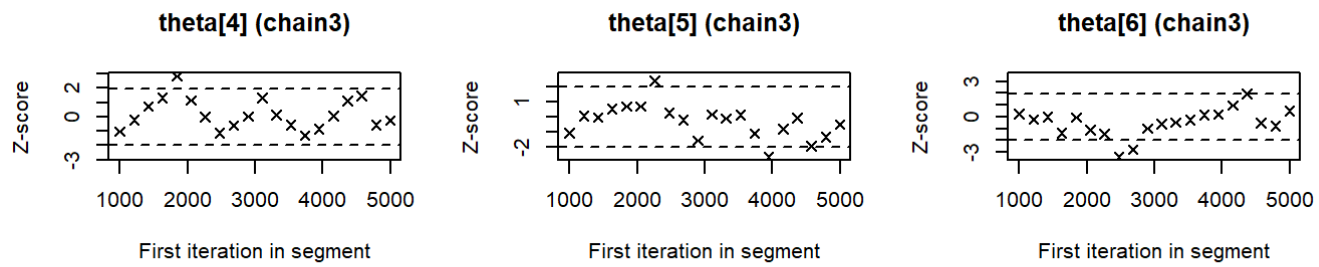 theta[4] (chain3) theta[5] (chain3) theta[6] (chain3)
Z-score Z-score Z-score
2 1 3
0 -2 0
-3 -3
1000 2000 3000 4000 5000 1000 2000 3000 4000 5000 1000 2000 3000 4000 5000
First iteration in segment First iteration in segment First iteration in segment